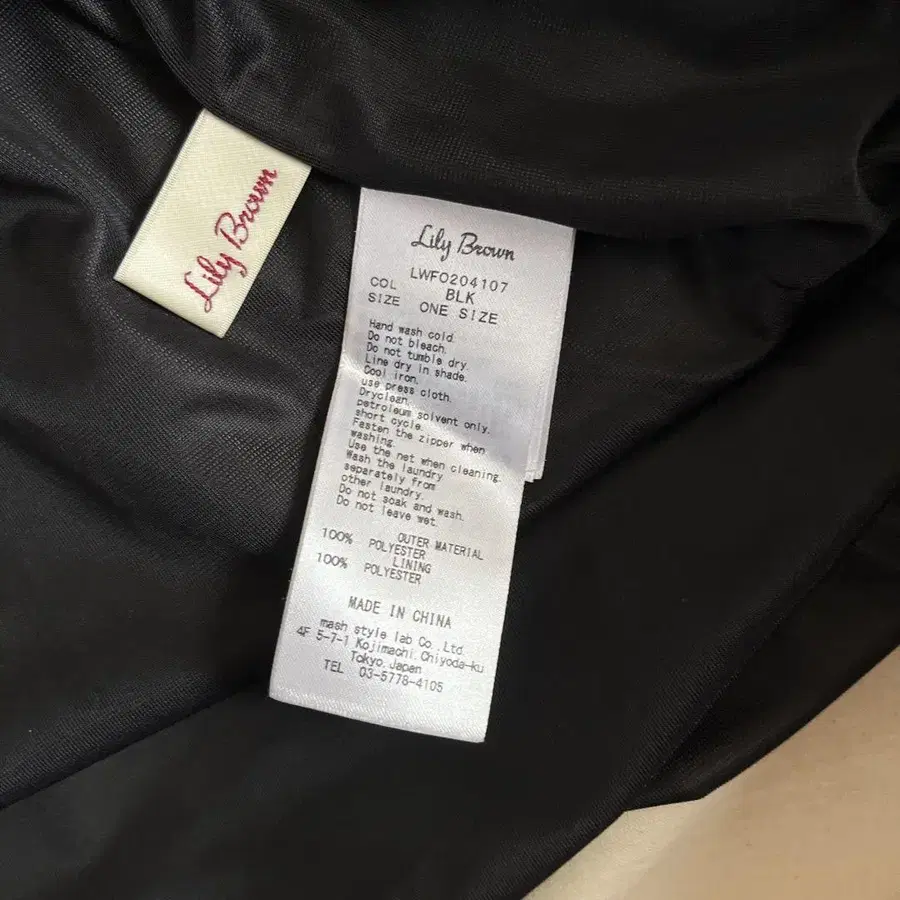 Lily Brown
Lily Brown
LWFO204107
COL BLK
SIZE ONE SIZE
Hand wash cold.
Do not bleach.
Do not tumble dry.
Line dry in shade.
Cool iron.
use press cloth.
Dryclean.
petroleum solvent only.
short cycle.
Fasten the zipper when
washing.
Use the net when cleaning.
Wash the laundry
separately from
other laundry.
Do not soak and wash.
Do not leave wet.
OUTER MATERIAL
100% POLYESTER
LINING
100% POLYESTER
MADE IN CHINA
mash style lab Co.,Ltd.
4F 5-7-1 Kojimachi,Chiyoda-ku
Tokyo,Japan
TEL 03-5778-4105